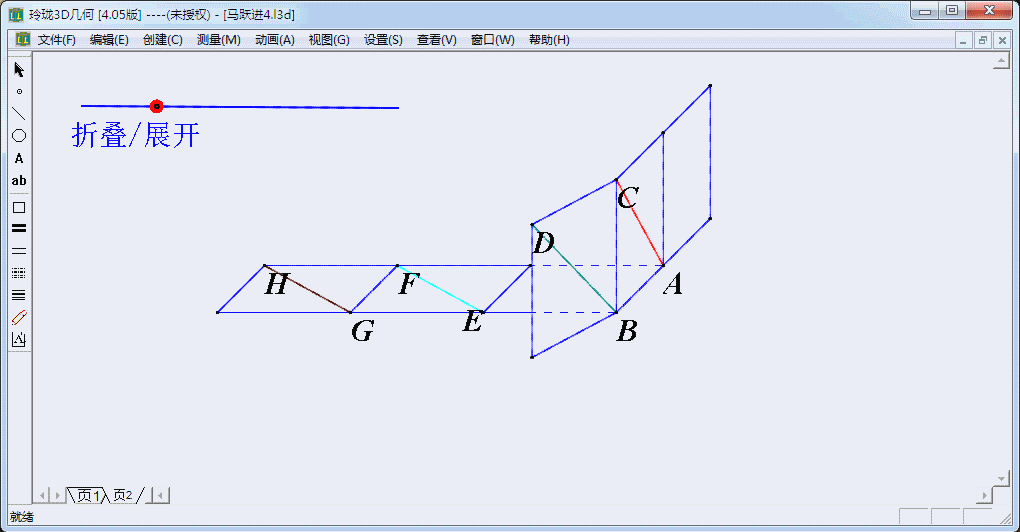 玲珑3D几何 [4.05版] ----(未授权) - [马跃进4.l3d]
文件(F) 编辑(E) 创建(C) 测量(M) 动画(A) 视图(G) 设置(S) 查看(V) 窗口(W) 帮助(H)
A
ab
A
折叠/展开
C
D
H
F
A
E
G
B
页1 页2
就绪